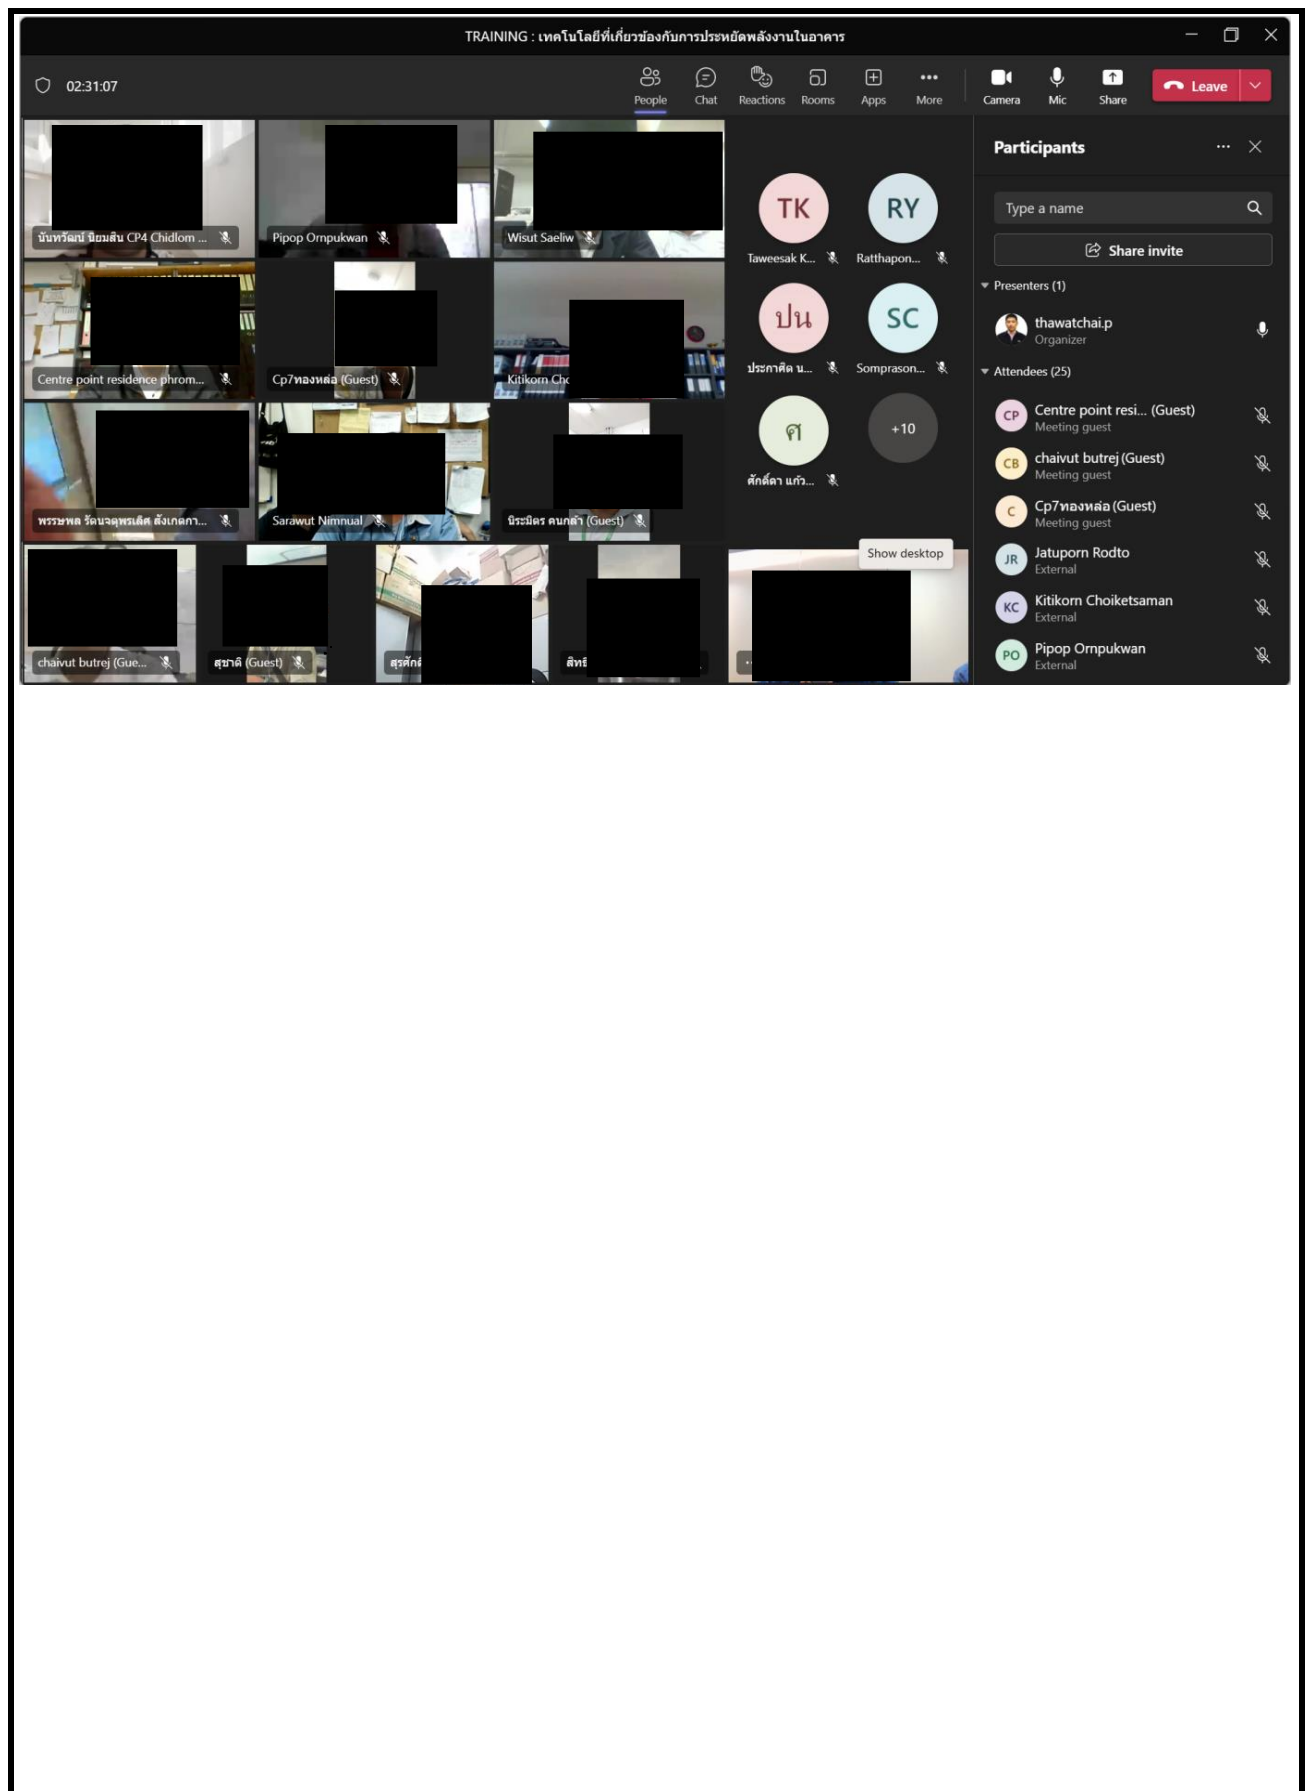 TRAINING : เทคโนโลยีที่เกี่ยวข้องกับการประหยัดพลังงานในอาคาร
02:31:07
People Chat Reactions Rooms Apps More Camera Mic Share Leave
นันทวัฒน์ นิยมสิน CP4 Chidlom ...
Pipop Ornpukwan
Wisut Saeliw
TK
Taweesak K...
RY
Ratthapon...
Centre point residence phrom...
Cp7ทองหล่อ (Guest)
Kitikorn Cho
ปน
ประกาศิต น...
SC
Somprason...
พรรษพล รัตนจตุพรเลิศ สังเกตกา...
Sarawut Nimnual
นิระมิตร คนกล้า (Guest)
ศ
ศักดิ์ดา แก้ว...
+10
Show desktop
chaivut butrej (Gue...
สุชาติ (Guest)
สุรศักดิ์
สิทธิ
...
Participants
Type a name
Share invite
Presenters (1)
thawatchai.p
Organizer
Attendees (25)
CP Centre point resi... (Guest)
Meeting guest
CB chaivut butrej (Guest)
Meeting guest
C Cp7ทองหล่อ (Guest)
Meeting guest
JR Jatuporn Rodto
External
KC Kitikorn Choiketsaman
External
PO Pipop Ornpukwan
External